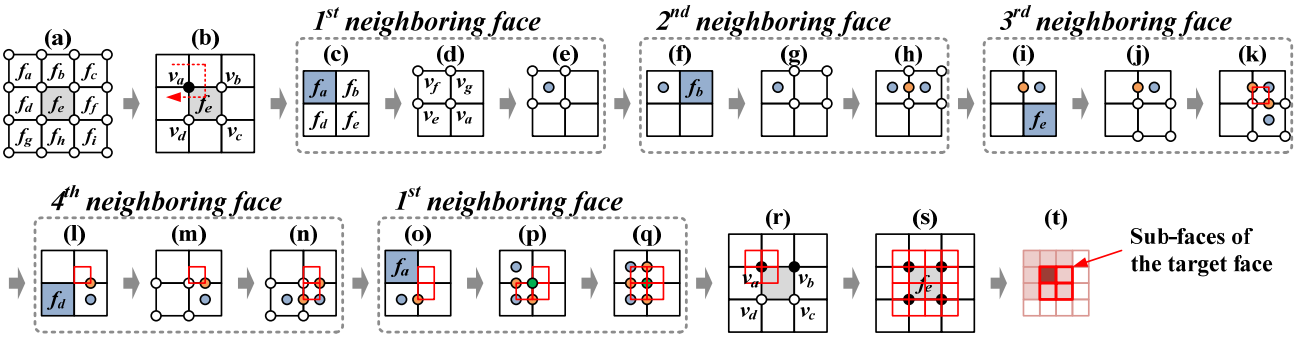 1st neighboring face 2nd neighboring face 3rd neighboring face
(a) (b) (c) (d) (e) (f) (g) (h) (i) (j) (k)
fa fb fc
fd fe ff
fg fh fi
va vb
fe
vd vc
fa fb
fd fe
vf vg
ve va
fb
fe
4th neighboring face 1st neighboring face
(l) (m) (n) (o) (p) (q) (r) (s) (t)
fd
fa
va vb
vd vc
fe
Sub-faces of
the target face